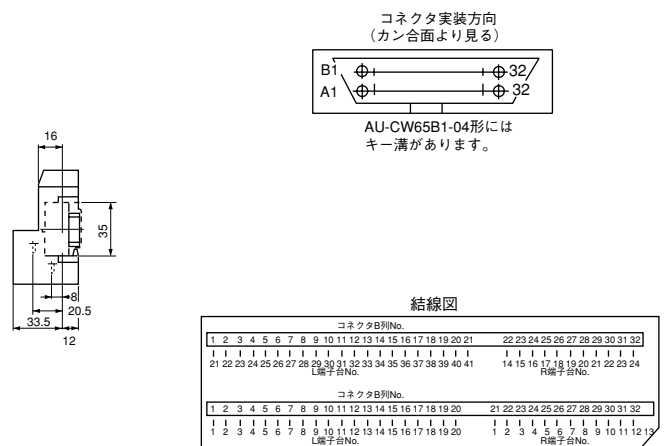 コネクタ実装方向
（カン合面より見る）
B1
32
A1
32
AU-CW65B1-04形には
キー溝があります。
16
35
8
20.5
33.5
12
結線図
コネクタB列No.
1 2 3 4 5 6 7 8 9 10 11 12 13 14 15 16 17 18 19 20 21 22 23 24 25 26 27 28 29 30 31 32
21 22 23 24 25 26 27 28 29 30 31 32 33 34 35 36 37 38 39 40 41 14 15 16 17 18 19 20 21 22 23 24
L端子台No. R端子台No.
コネクタB列No.
1 2 3 4 5 6 7 8 9 10 11 12 13 14 15 16 17 18 19 20 21 22 23 24 25 26 27 28 29 30 31 32
1 2 3 4 5 6 7 8 9 10 11 12 13 14 15 16 17 18 19 20 1 2 3 4 5 6 7 8 9 10 11 12 13
L端子台No. R端子台No.